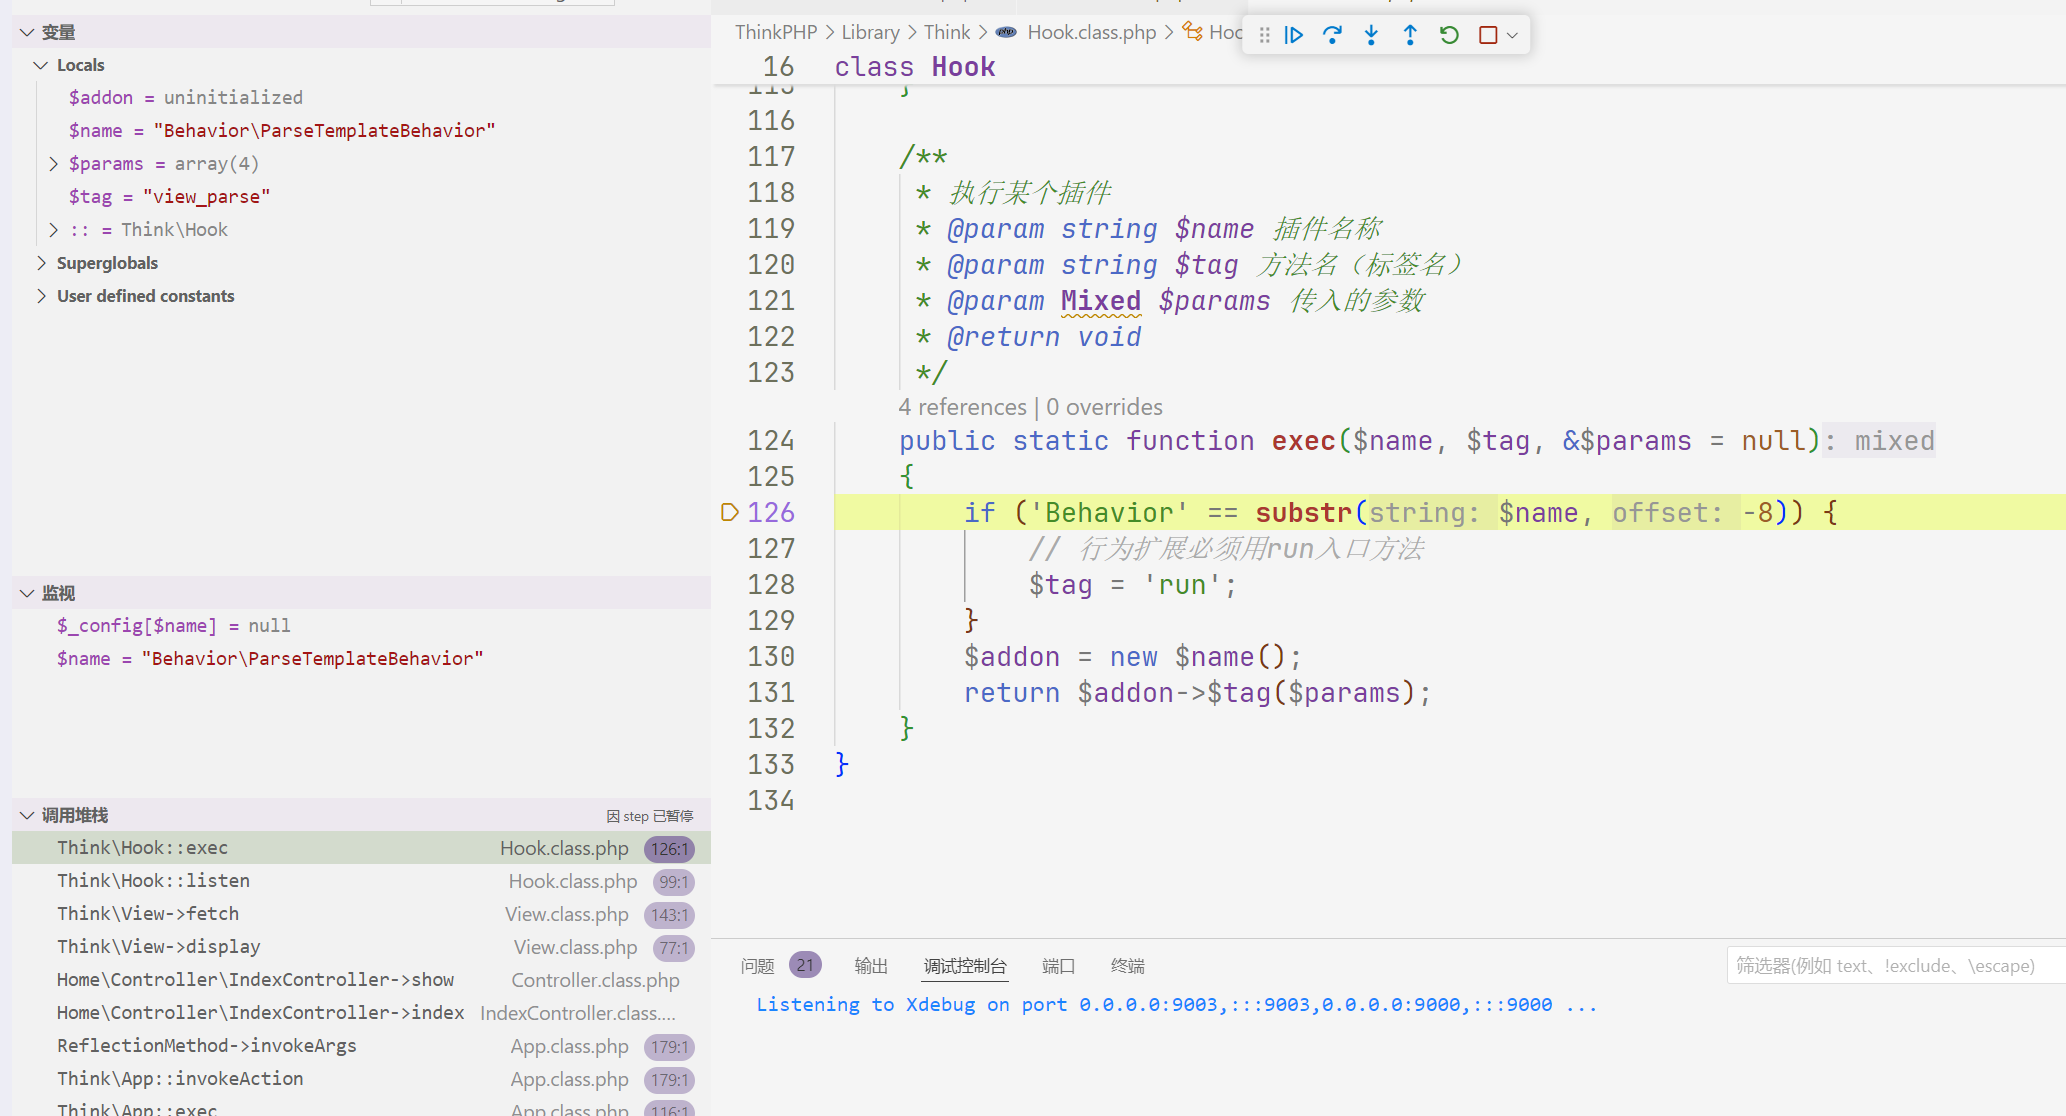 变量
Locals
$addon = uninitialized
$name = "Behavior\ParseTemplateBehavior"
$params = array(4)
$tag = "view_parse"
:: = Think\Hook
Superglobals
User defined constants
监视
$_config[$name] = null
$name = "Behavior\ParseTemplateBehavior"
调用堆栈 因 step 已暂停
Think\Hook::exec Hook.class.php 126:1
Think\Hook::listen Hook.class.php 99:1
Think\View->fetch View.class.php 143:1
Think\View->display View.class.php 77:1
Home\Controller\IndexController->show Controller.class.php
Home\Controller\IndexController->index IndexController.class....
ReflectionMethod->invokeArgs App.class.php 179:1
Think\App::invokeAction App.class.php 179:1
Think\App::exec App.class.php 116:1
ThinkPHP > Library > Think > Hook.class.php > Hoo
16 class Hook
115 }
116
117 /**
118 * 执行某个插件
119 * @param string $name 插件名称
120 * @param string $tag 方法名（标签名）
121 * @param Mixed $params 传入的参数
122 * @return void
123 */
4 references | 0 overrides
124 public static function exec($name, $tag, &$params = null): mixed
125 {
126 if ('Behavior' == substr(string: $name, offset: -8)) {
127 // 行为扩展必须用run入口方法
128 $tag = 'run';
129 }
130 $addon = new $name();
131 return $addon->$tag($params);
132 }
133 }
134
问题 21 输出 调试控制台 端口 终端 筛选器(例如 text、!exclude、\escape)
Listening to Xdebug on port 0.0.0.0:9003,:::9003,0.0.0.0:9000,:::9000 ...